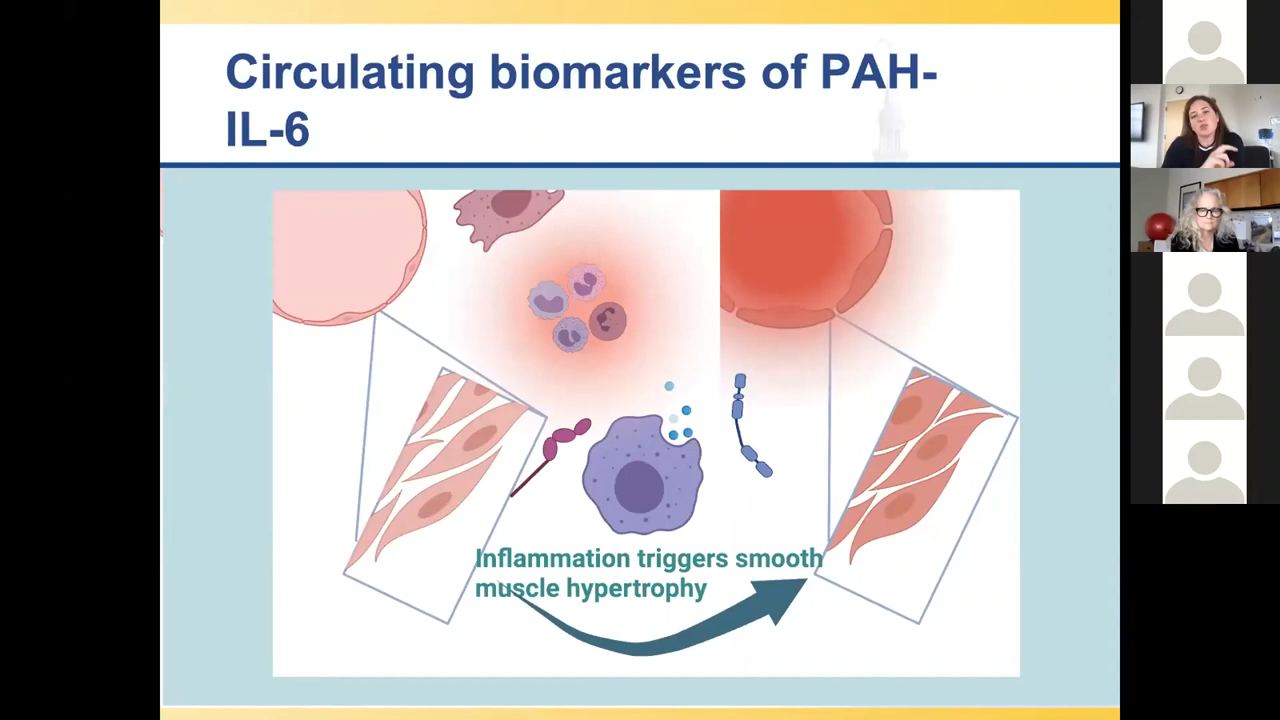 Circulating biomarkers of PAH-
IL-6
Inflammation triggers smooth
muscle hypertrophy